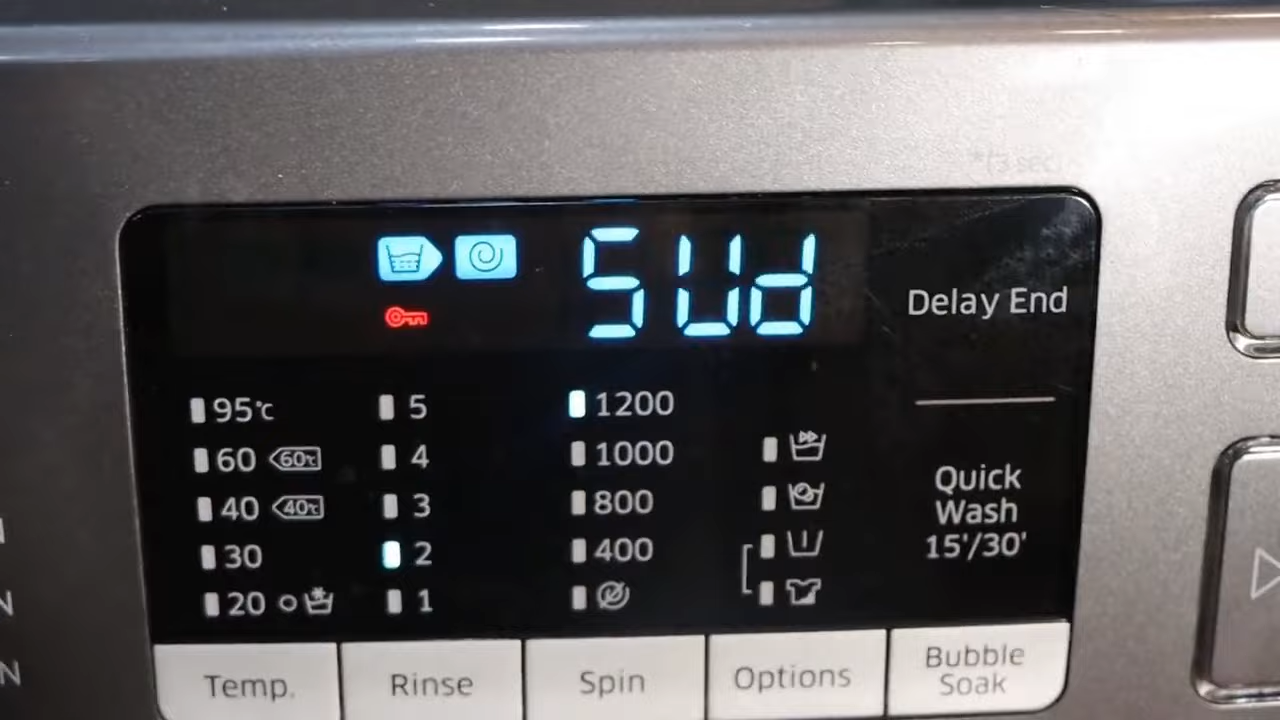 *(3 sec)
SUd
Delay End
95°c
60 60°c
40 40°c
30
20
5
4
3
2
1
1200
1000
800
400
Quick
Wash
15'/30'
Temp.
Rinse
Spin
Options
Bubble
Soak
N
N